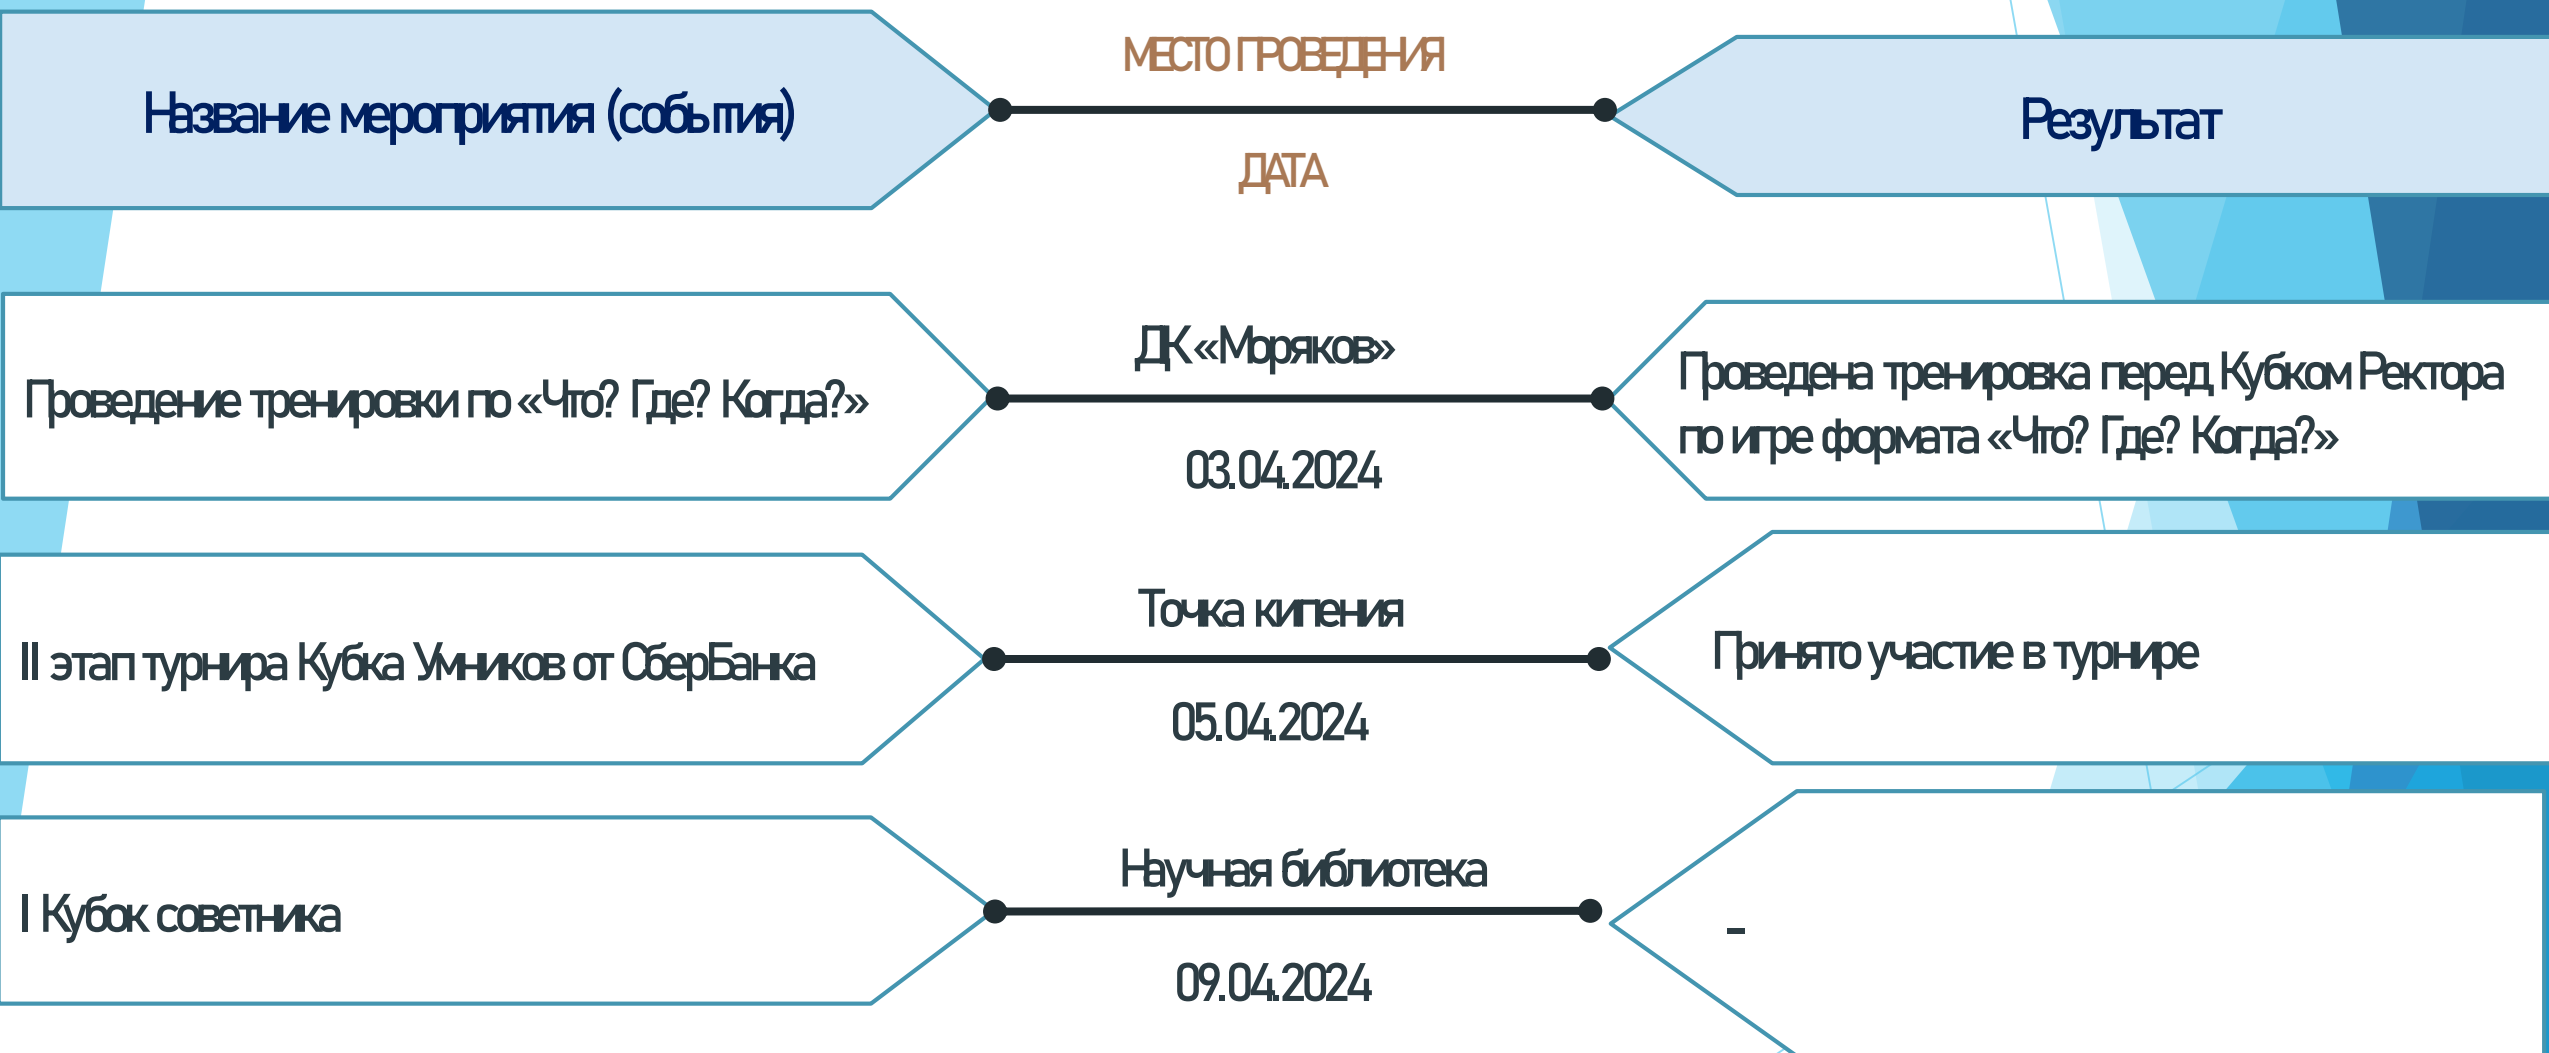 Название мероприятия (события)
МЕСТО ПРОВЕДЕНИЯ
ДАТА
Результат
Проведение тренировки по «Что? Где? Когда?»
ДК «Моряков»
03.04.2024
Проведена тренировка перед Кубком Ректора
по игре формата «Что? Где? Когда?»
II этап турнира Кубка Умников от СберБанка
Точка кипения
05.04.2024
Принято участие в турнире
I Кубок советника
Научная библиотека
09.04.2024
-